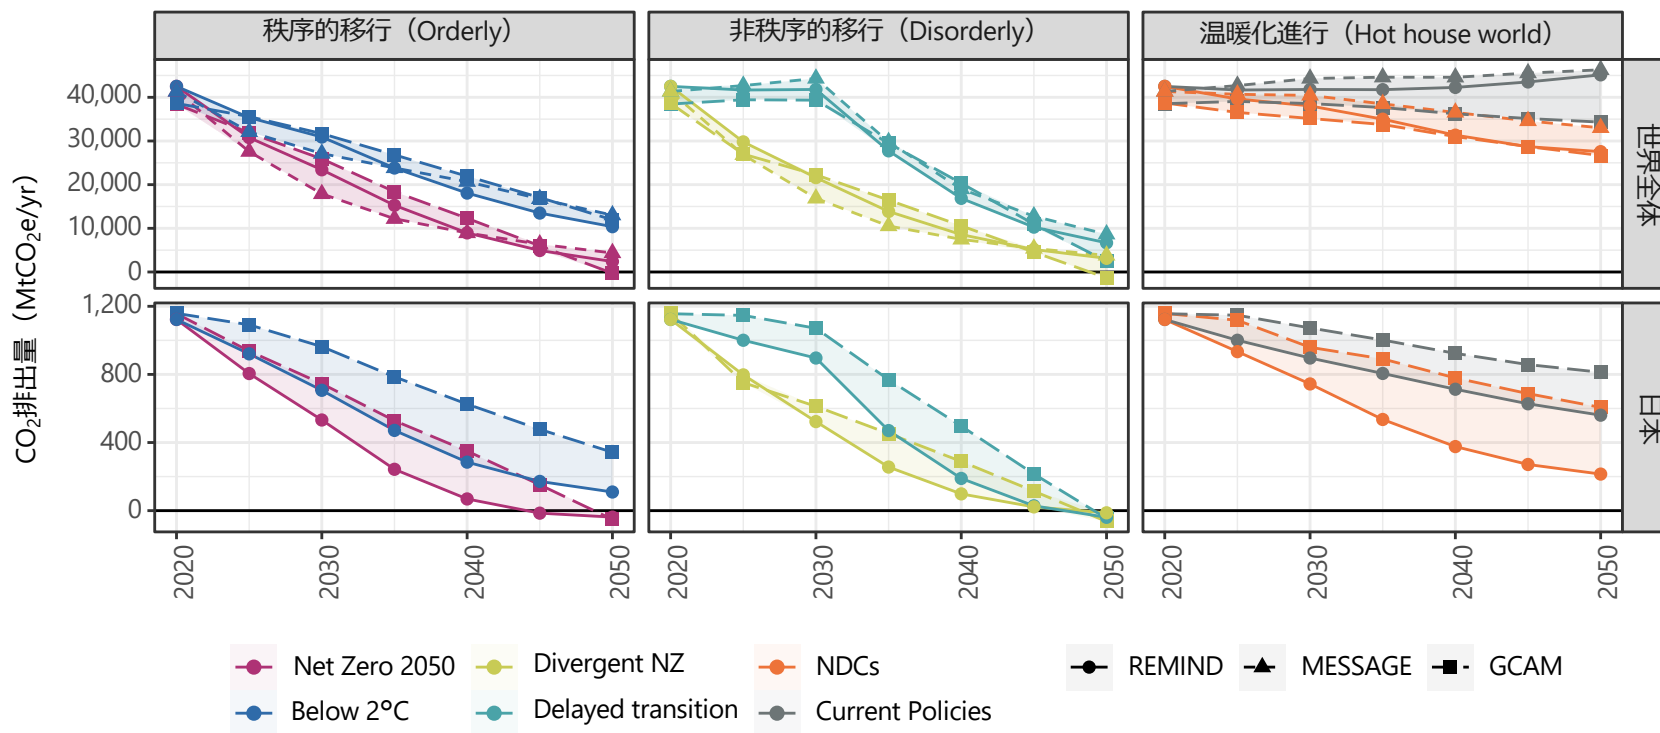 秩序的移行（Orderly）
非秩序的移行（Disorderly）
温暖化進行（Hot house world）
CO₂排出量（MtCO₂e/yr）
40,000
30,000
20,000
10,000
0
世界全体
1,200
800
400
0
日本
2020
2030
2040
2050
2020
2030
2040
2050
2020
2030
2040
2050
Net Zero 2050
Divergent NZ
NDCs
REMIND
MESSAGE
GCAM
Below 2°C
Delayed transition
Current Policies